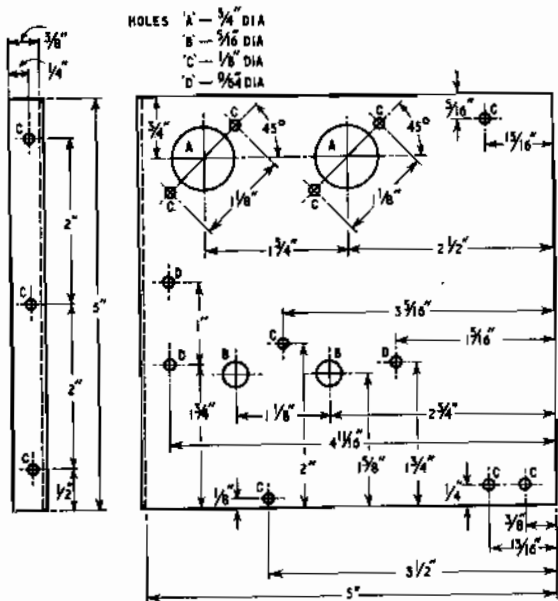 HOLES 'A' — 3/4" DIA
'B' — 5/16 DIA
'C' — 1/8" DIA
'D' — 9/64" DIA
3/8"
1/4"
C
2"
C
2"
C
1/2"
5"
3/4"
A
C
C
45°
1 1/8"
A
C
C
45°
1 1/8"
5/16"
C
15/16"
1 3/4"
2 1/2"
D
1"
D
1 3/4"
3 5/16"
C
1 5/16"
B
B
D
1 1/8"
2 3/4"
4 11/16"
2"
1 5/8"
1 3/4"
1/8"
C
1/4"
C
C
3/8"
13/16"
3 1/2"
5"